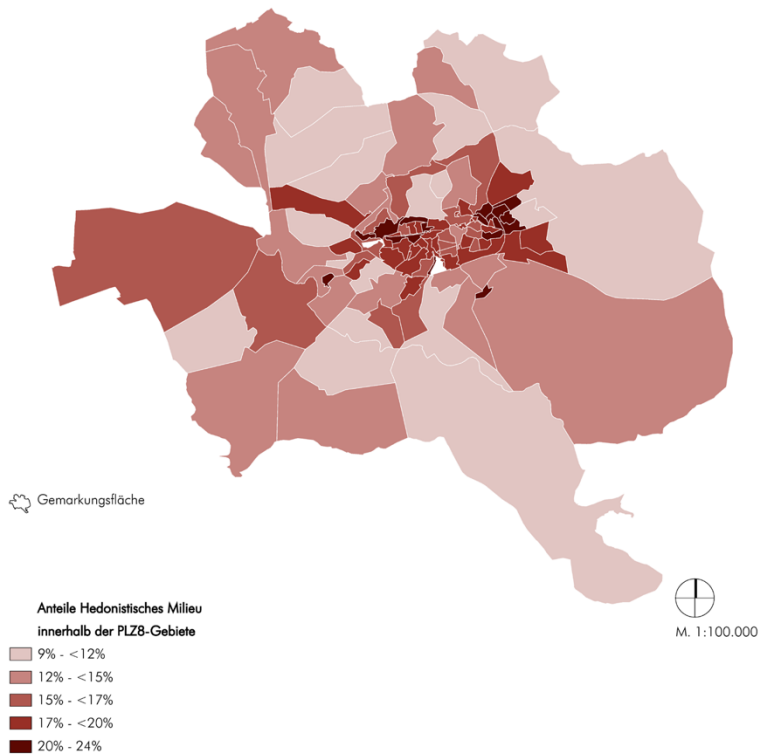 Gemarkungsfläche
M. 1:100.000
Anteile Hedonistisches Milieu
innerhalb der PLZ8-Gebiete
9% - <12%
12% - <15%
15% - <17%
17% - <20%
20% - 24%